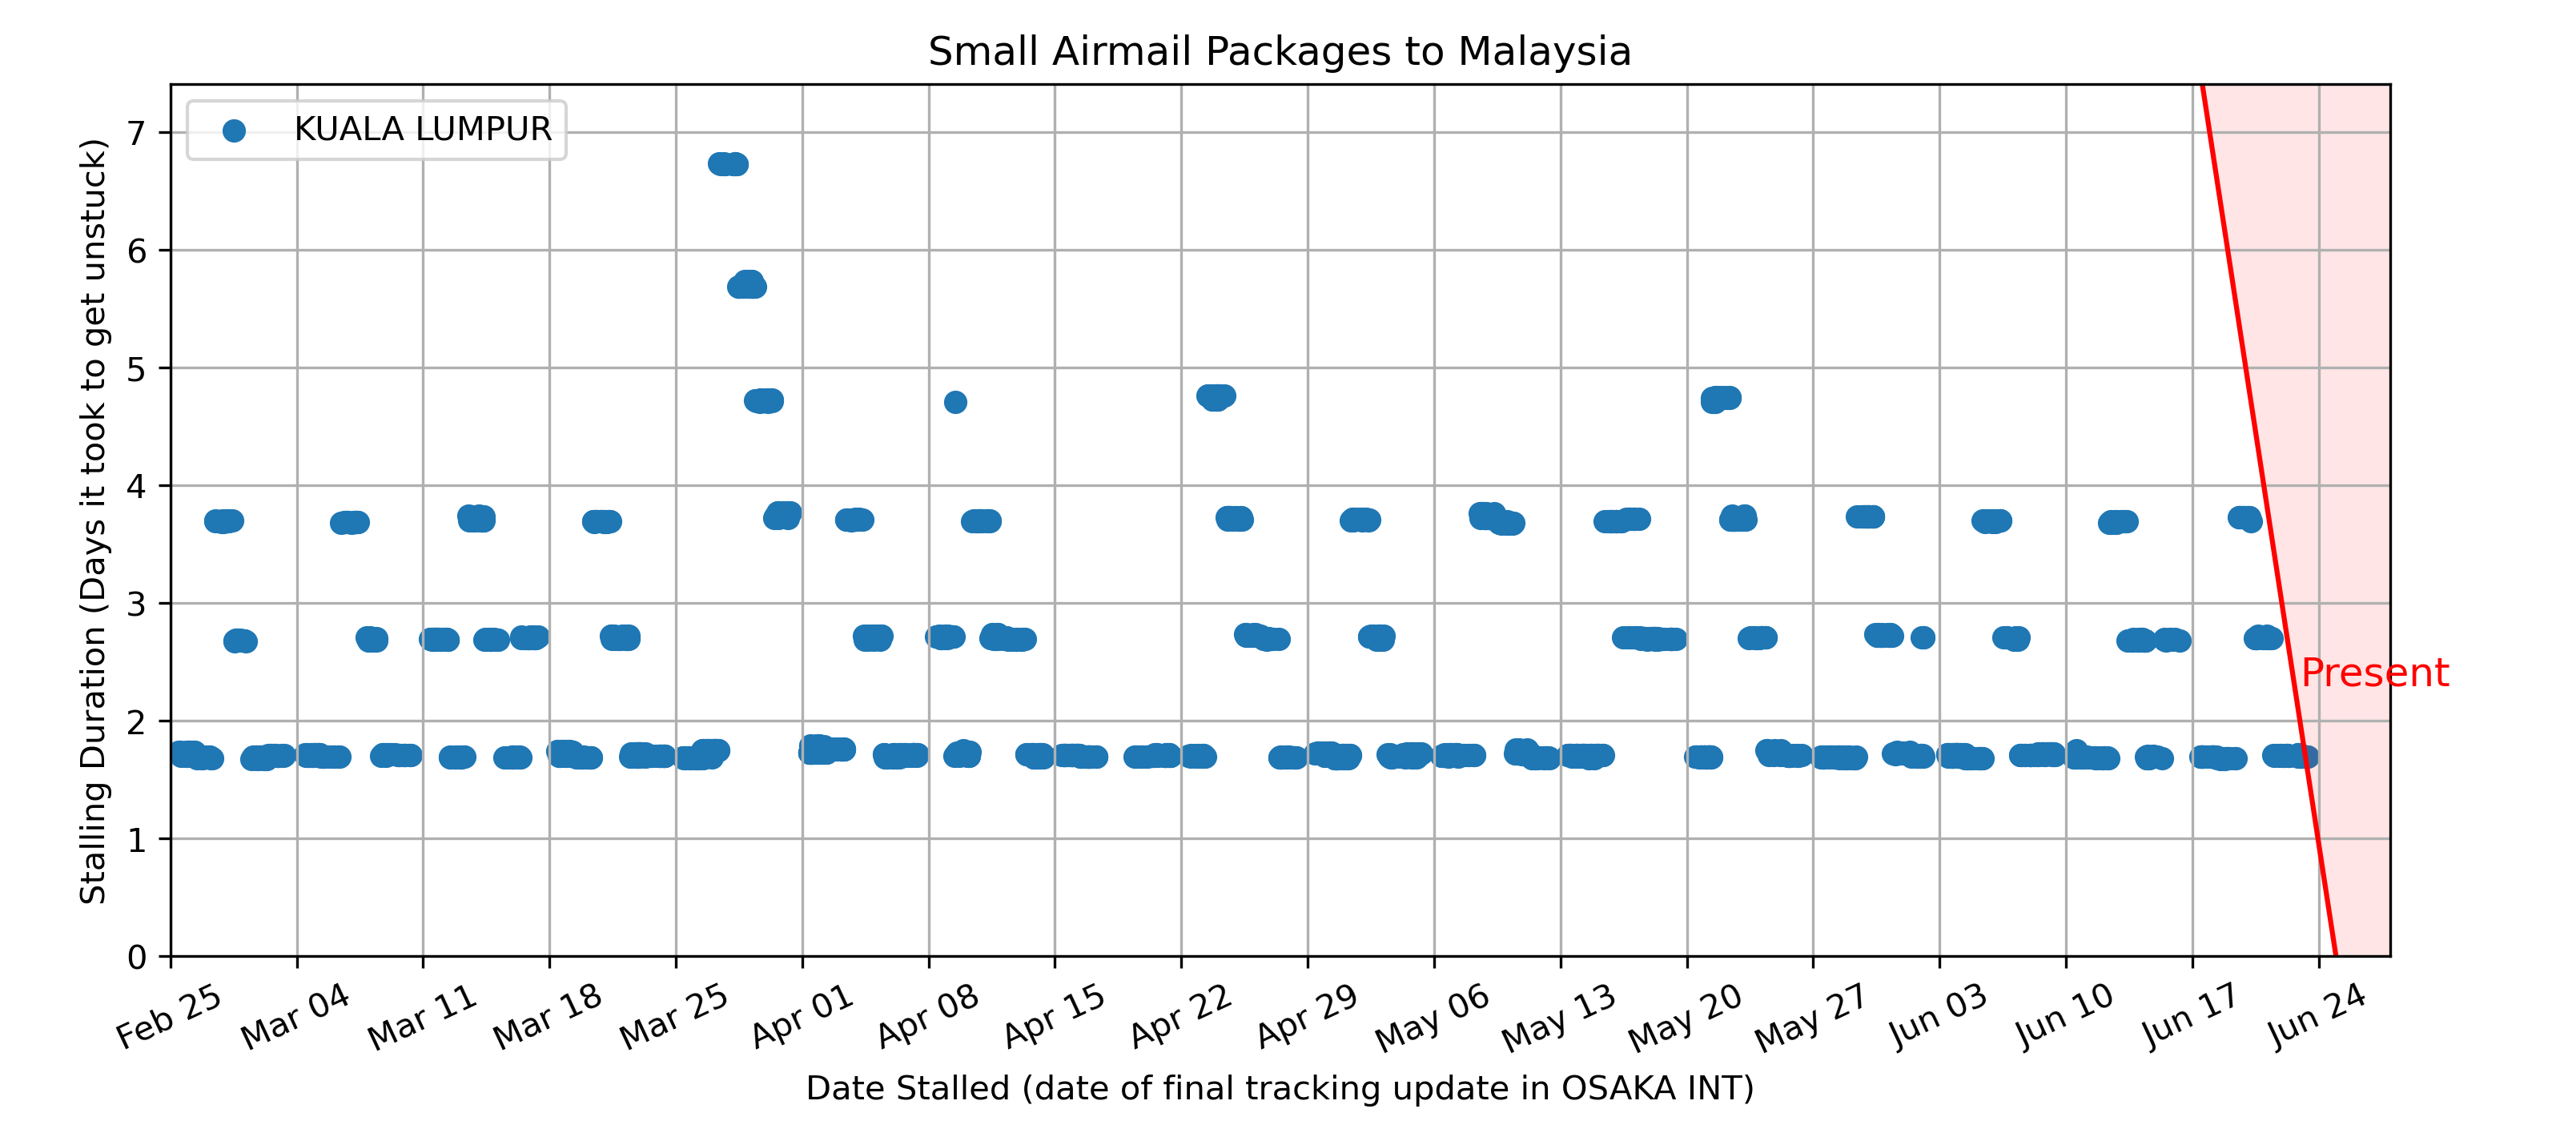 Small Airmail Packages to Malaysia
KUALA LUMPUR
Stalling Duration (Days it took to get unstuck)
7
6
5
4
3
2
1
0
Present
Feb 25
Mar 04
Mar 11
Mar 18
Mar 25
Apr 01
Apr 08
Apr 15
Apr 22
Apr 29
May 06
May 13
May 20
May 27
Jun 03
Jun 10
Jun 17
Jun 24
Date Stalled (date of final tracking update in OSAKA INT)